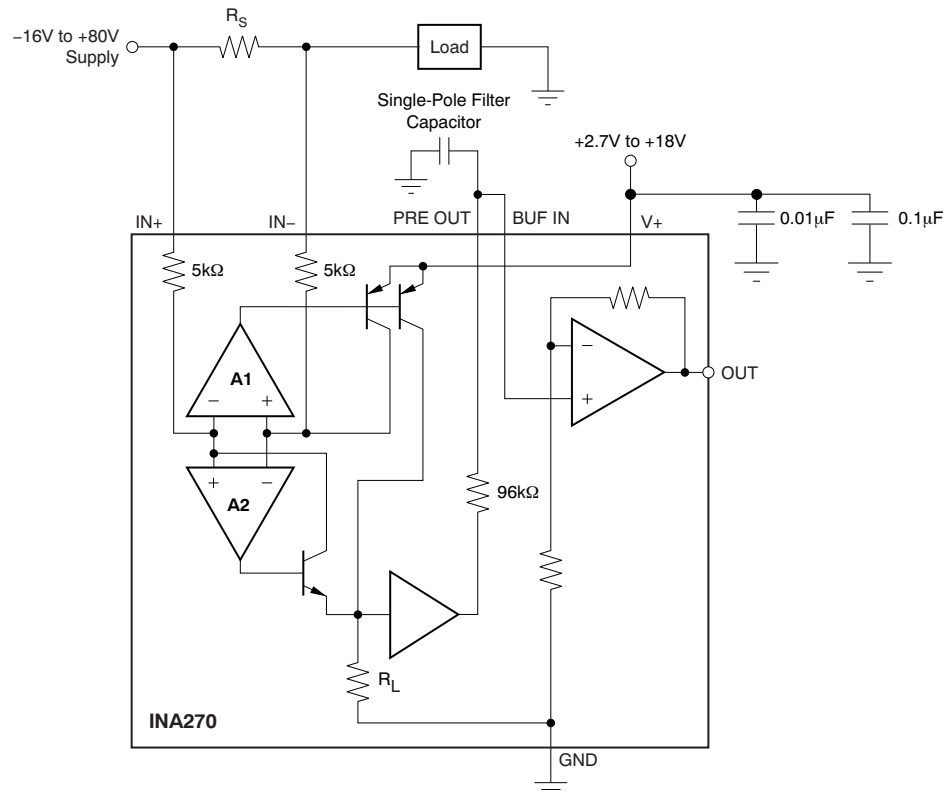 R_S
−16V to +80V
Supply
Load
Single-Pole Filter
Capacitor
+2.7V to +18V
0.01µF
0.1µF
IN+
IN−
PRE OUT
BUF IN
V+
5kΩ
5kΩ
A1
−
+
−
+
OUT
+
−
A2
96kΩ
R_L
INA270
GND